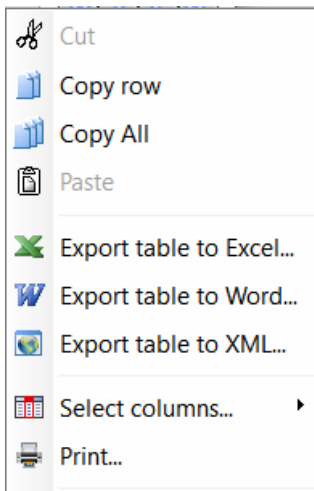 Cut
Copy row
Copy All
Paste
Export table to Excel...
Export table to Word...
Export table to XML...
Select columns...
Print...